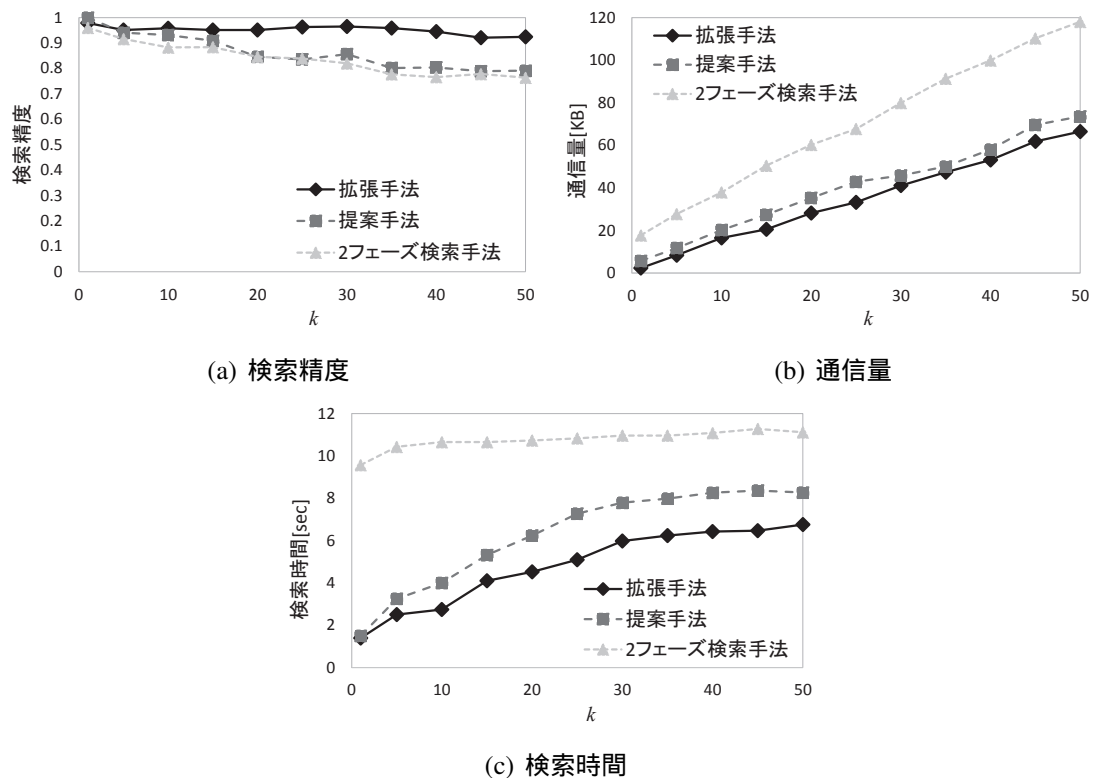 1
0.9
0.8
0.7
0.6
0.5
0.4
0.3
0.2
0.1
0
検索精度
拡張手法
提案手法
2フェーズ検索手法
0 10 20 30 40 50
k
(a) 検索精度
120
100
80
60
40
20
0
通信量[KB]
拡張手法
提案手法
2フェーズ検索手法
0 10 20 30 40 50
k
(b) 通信量
12
10
8
6
4
2
0
検索時間[sec]
拡張手法
提案手法
2フェーズ検索手法
0 10 20 30 40 50
k
(c) 検索時間